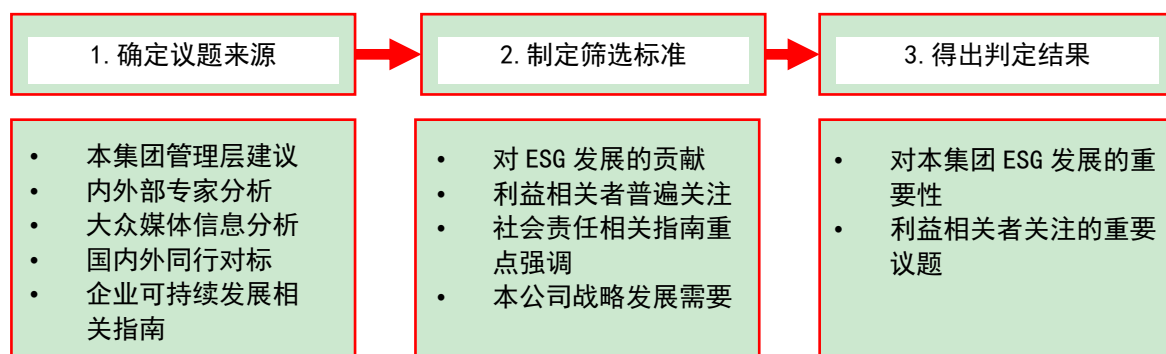 1.确定议题来源
2.制定筛选标准
3.得出判定结果
• 本集团管理层建议
• 内外部专家分析
• 大众媒体信息分析
• 国内外同行对标
• 企业可持续发展相
关指南
• 对 ESG 发展的贡献
• 利益相关者普遍关注
• 社会责任相关指南重
点强调
• 本公司战略发展需要
• 对本集团 ESG 发展的重
要性
• 利益相关者关注的重要
议题